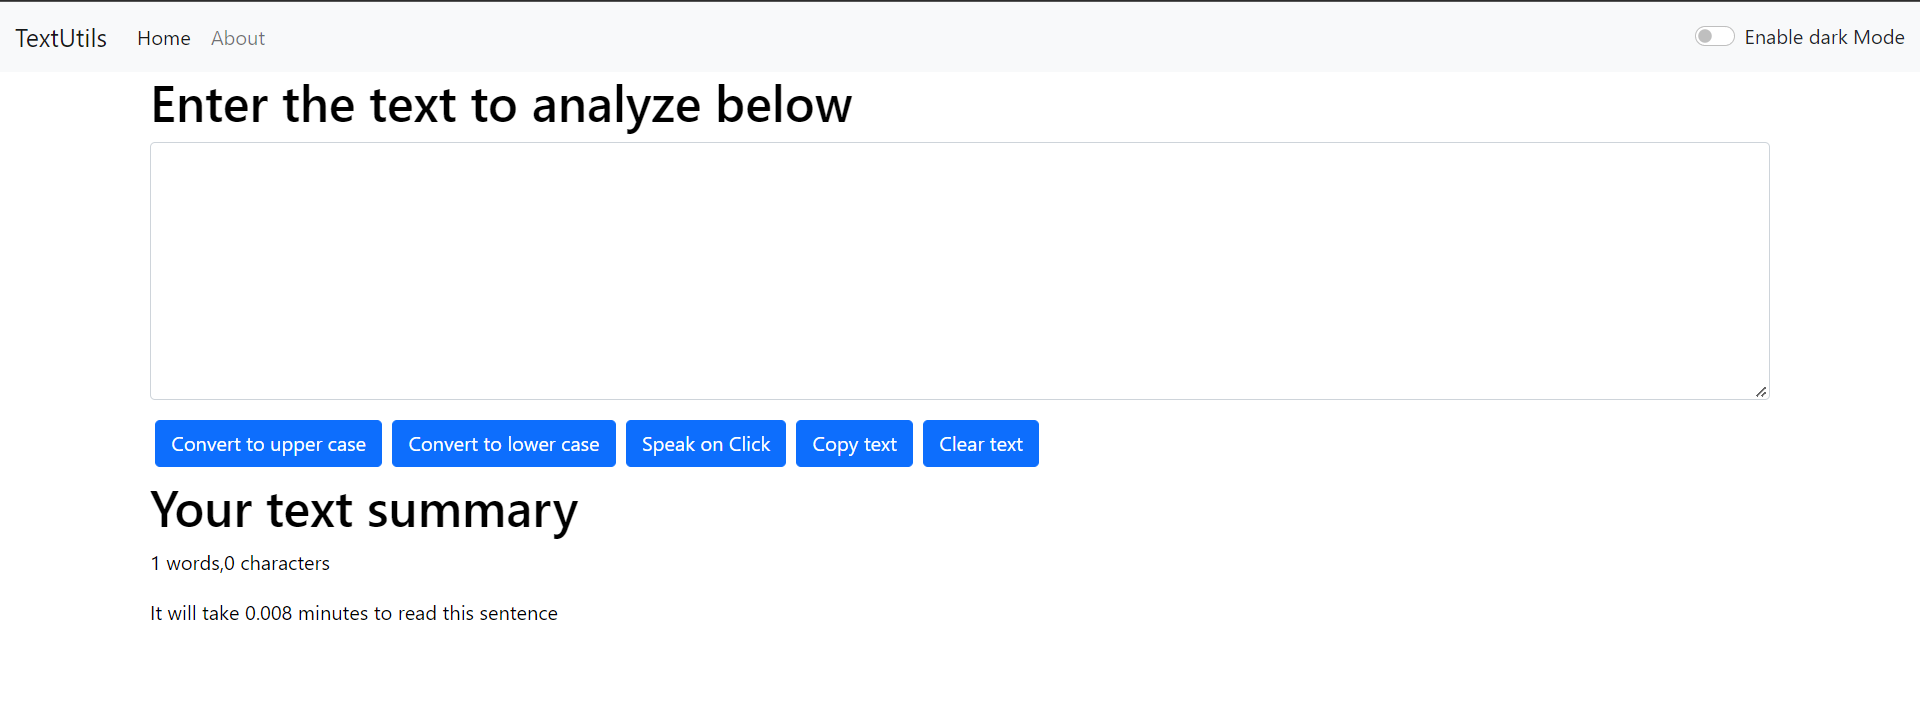 TextUtils Home About Enable dark Mode
Enter the text to analyze below
Convert to upper case Convert to lower case Speak on Click Copy text Clear text
Your text summary
1 words,0 characters
It will take 0.008 minutes to read this sentence